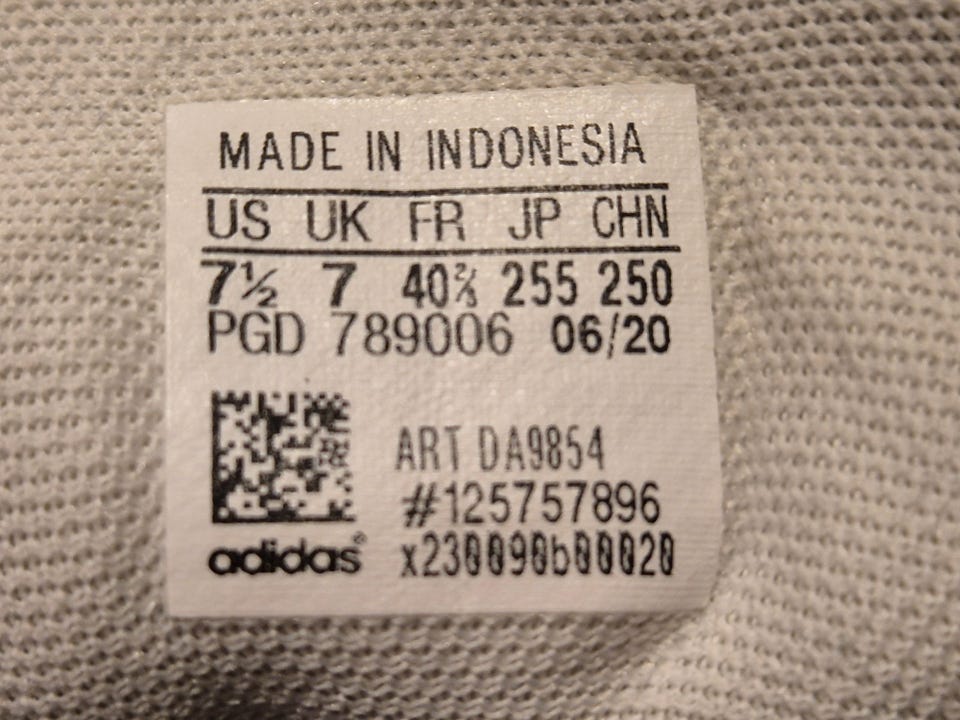 MADE IN INDONESIA
US UK FR JP CHN
7½ 7 40⅔ 255 250
PGD 789006 06/20
ART DA9854
#125757896
adidas® x230090b00020